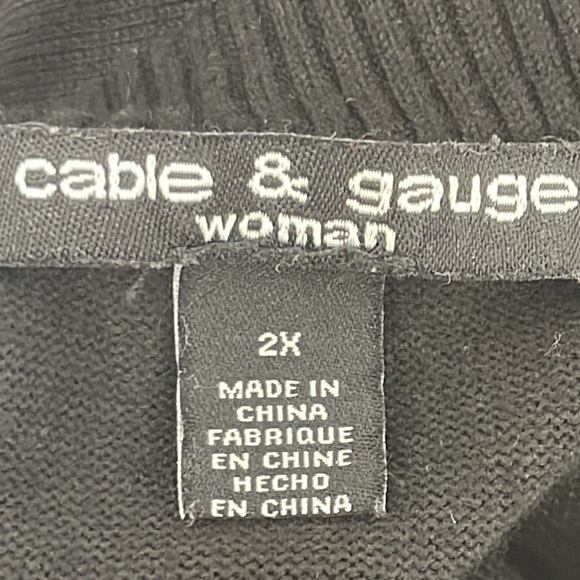 cable & gauge
woman
2X
MADE IN
CHINA
FABRIQUE
EN CHINE
HECHO
EN CHINA